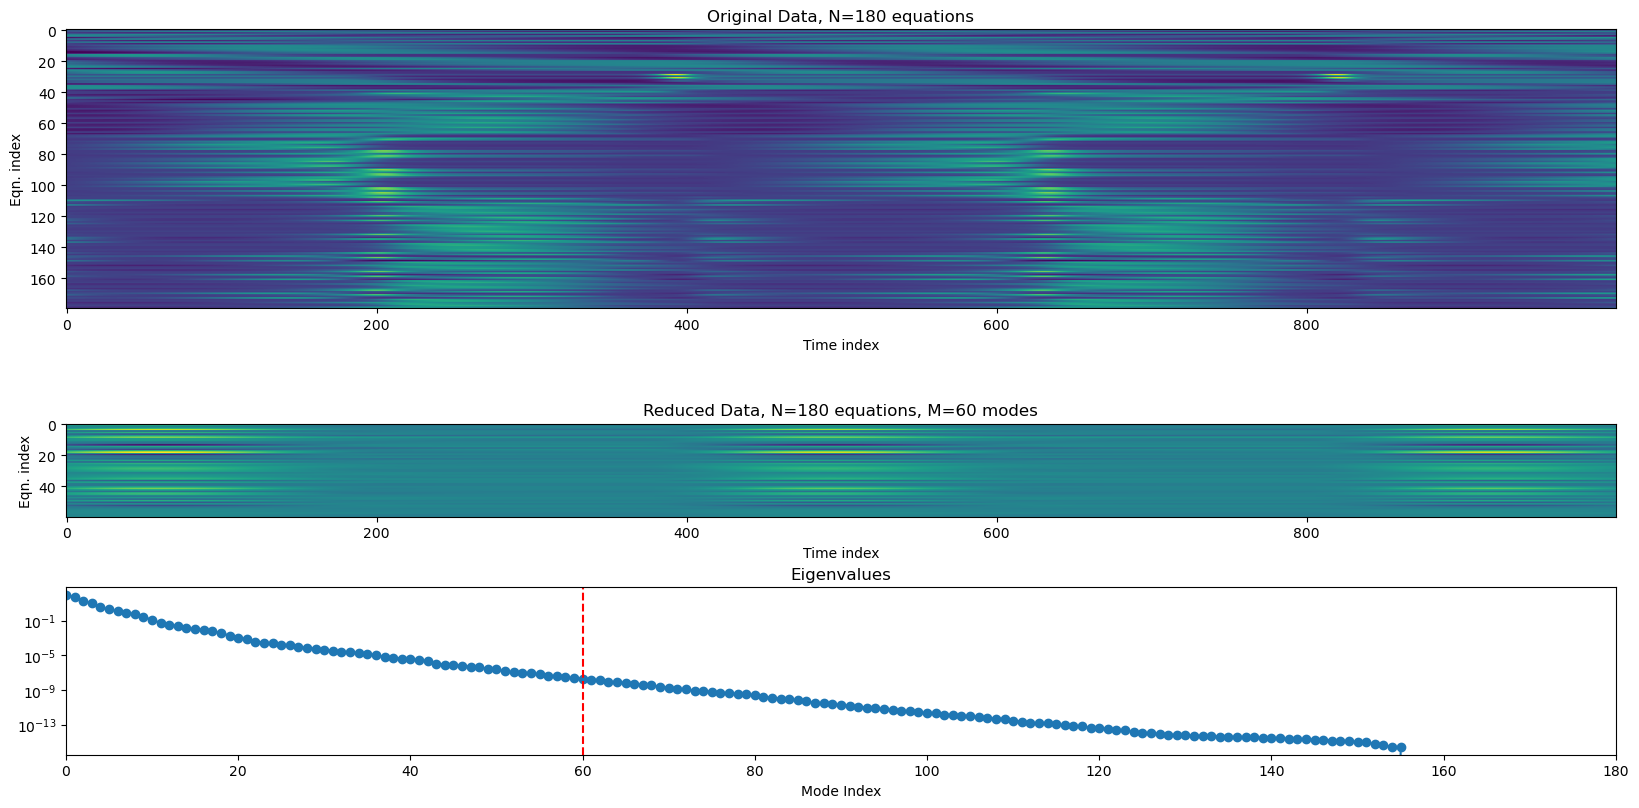 Original Data, N=180 equations
0
20
40
60
80
100
120
140
160
Eqn. index
0 200 400 600 800
Time index
Reduced Data, N=180 equations, M=60 modes
0
20
40
Eqn. index
0 200 400 600 800
Time index
Eigenvalues
10⁻¹
10⁻⁵
10⁻⁹
10⁻¹³
0 20 40 60 80 100 120 140 160 180
Mode Index